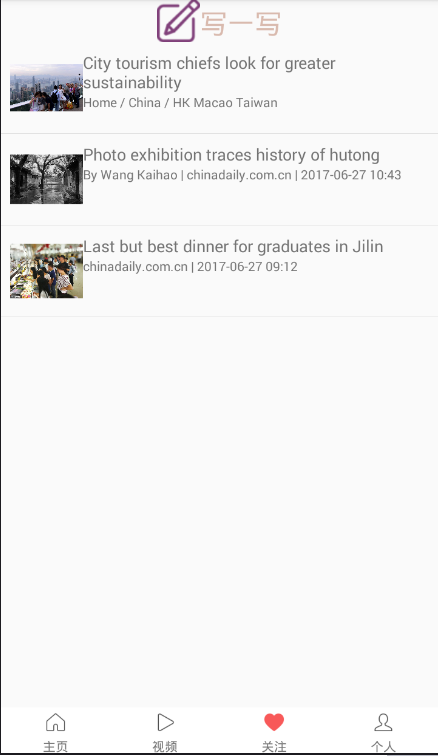 写一写
City tourism chiefs look for greater
sustainability
Home / China / HK Macao Taiwan
Photo exhibition traces history of hutong
By Wang Kaihao | chinadaily.com.cn | 2017-06-27 10:43
Last but best dinner for graduates in Jilin
chinadaily.com.cn | 2017-06-27 09:12
主页 视频 关注 个人